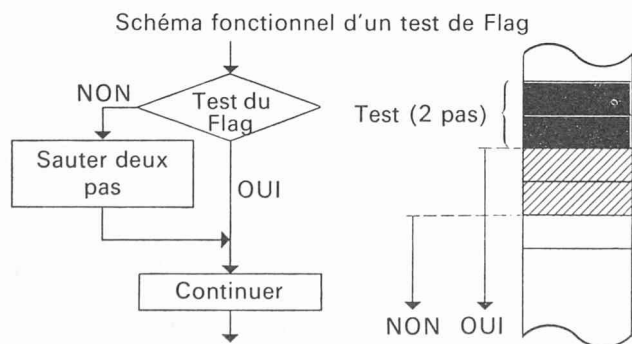 Schéma fonctionnel d'un test de Flag
NON
Test du
Flag
Sauter deux
pas
OUI
Continuer
Test (2 pas)
NON OUI